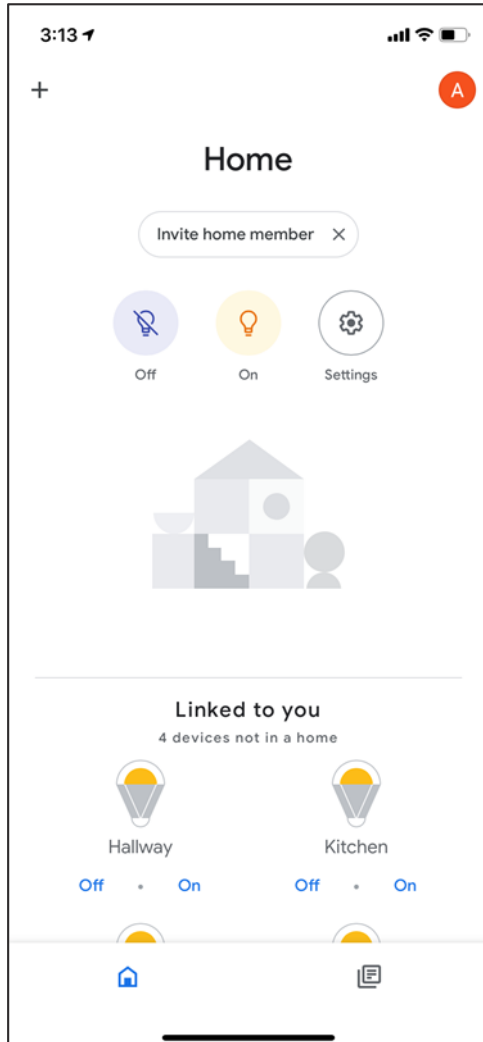 3:13
A
Home
Invite home member
Off On Settings
Linked to you
4 devices not in a home
Hallway Kitchen
Off • On Off • On